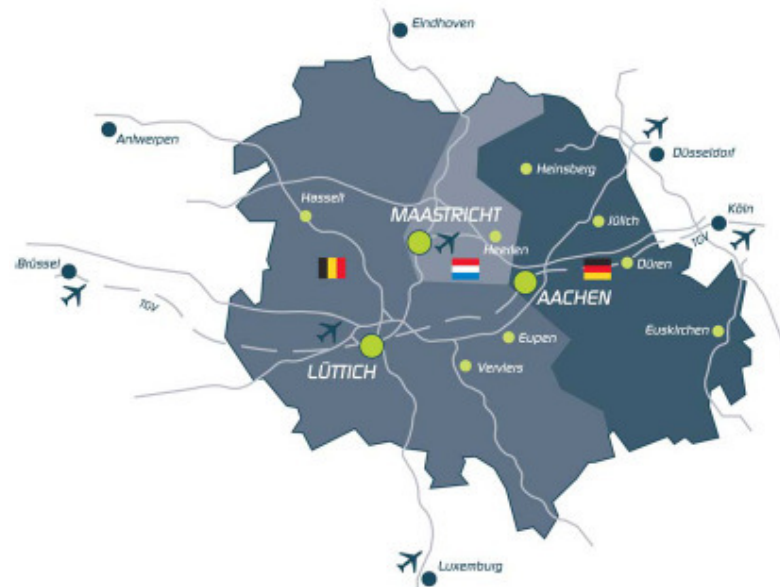 Eindhoven
Antwerpen
Düsseldorf
Heinsberg
Hasselt
MAASTRICHT
Jülich
Köln
Heerlen
TGV
Brüssel
Düren
AACHEN
TGV
Eupen
Euskirchen
LÜTTICH
Verviers
Luxemburg